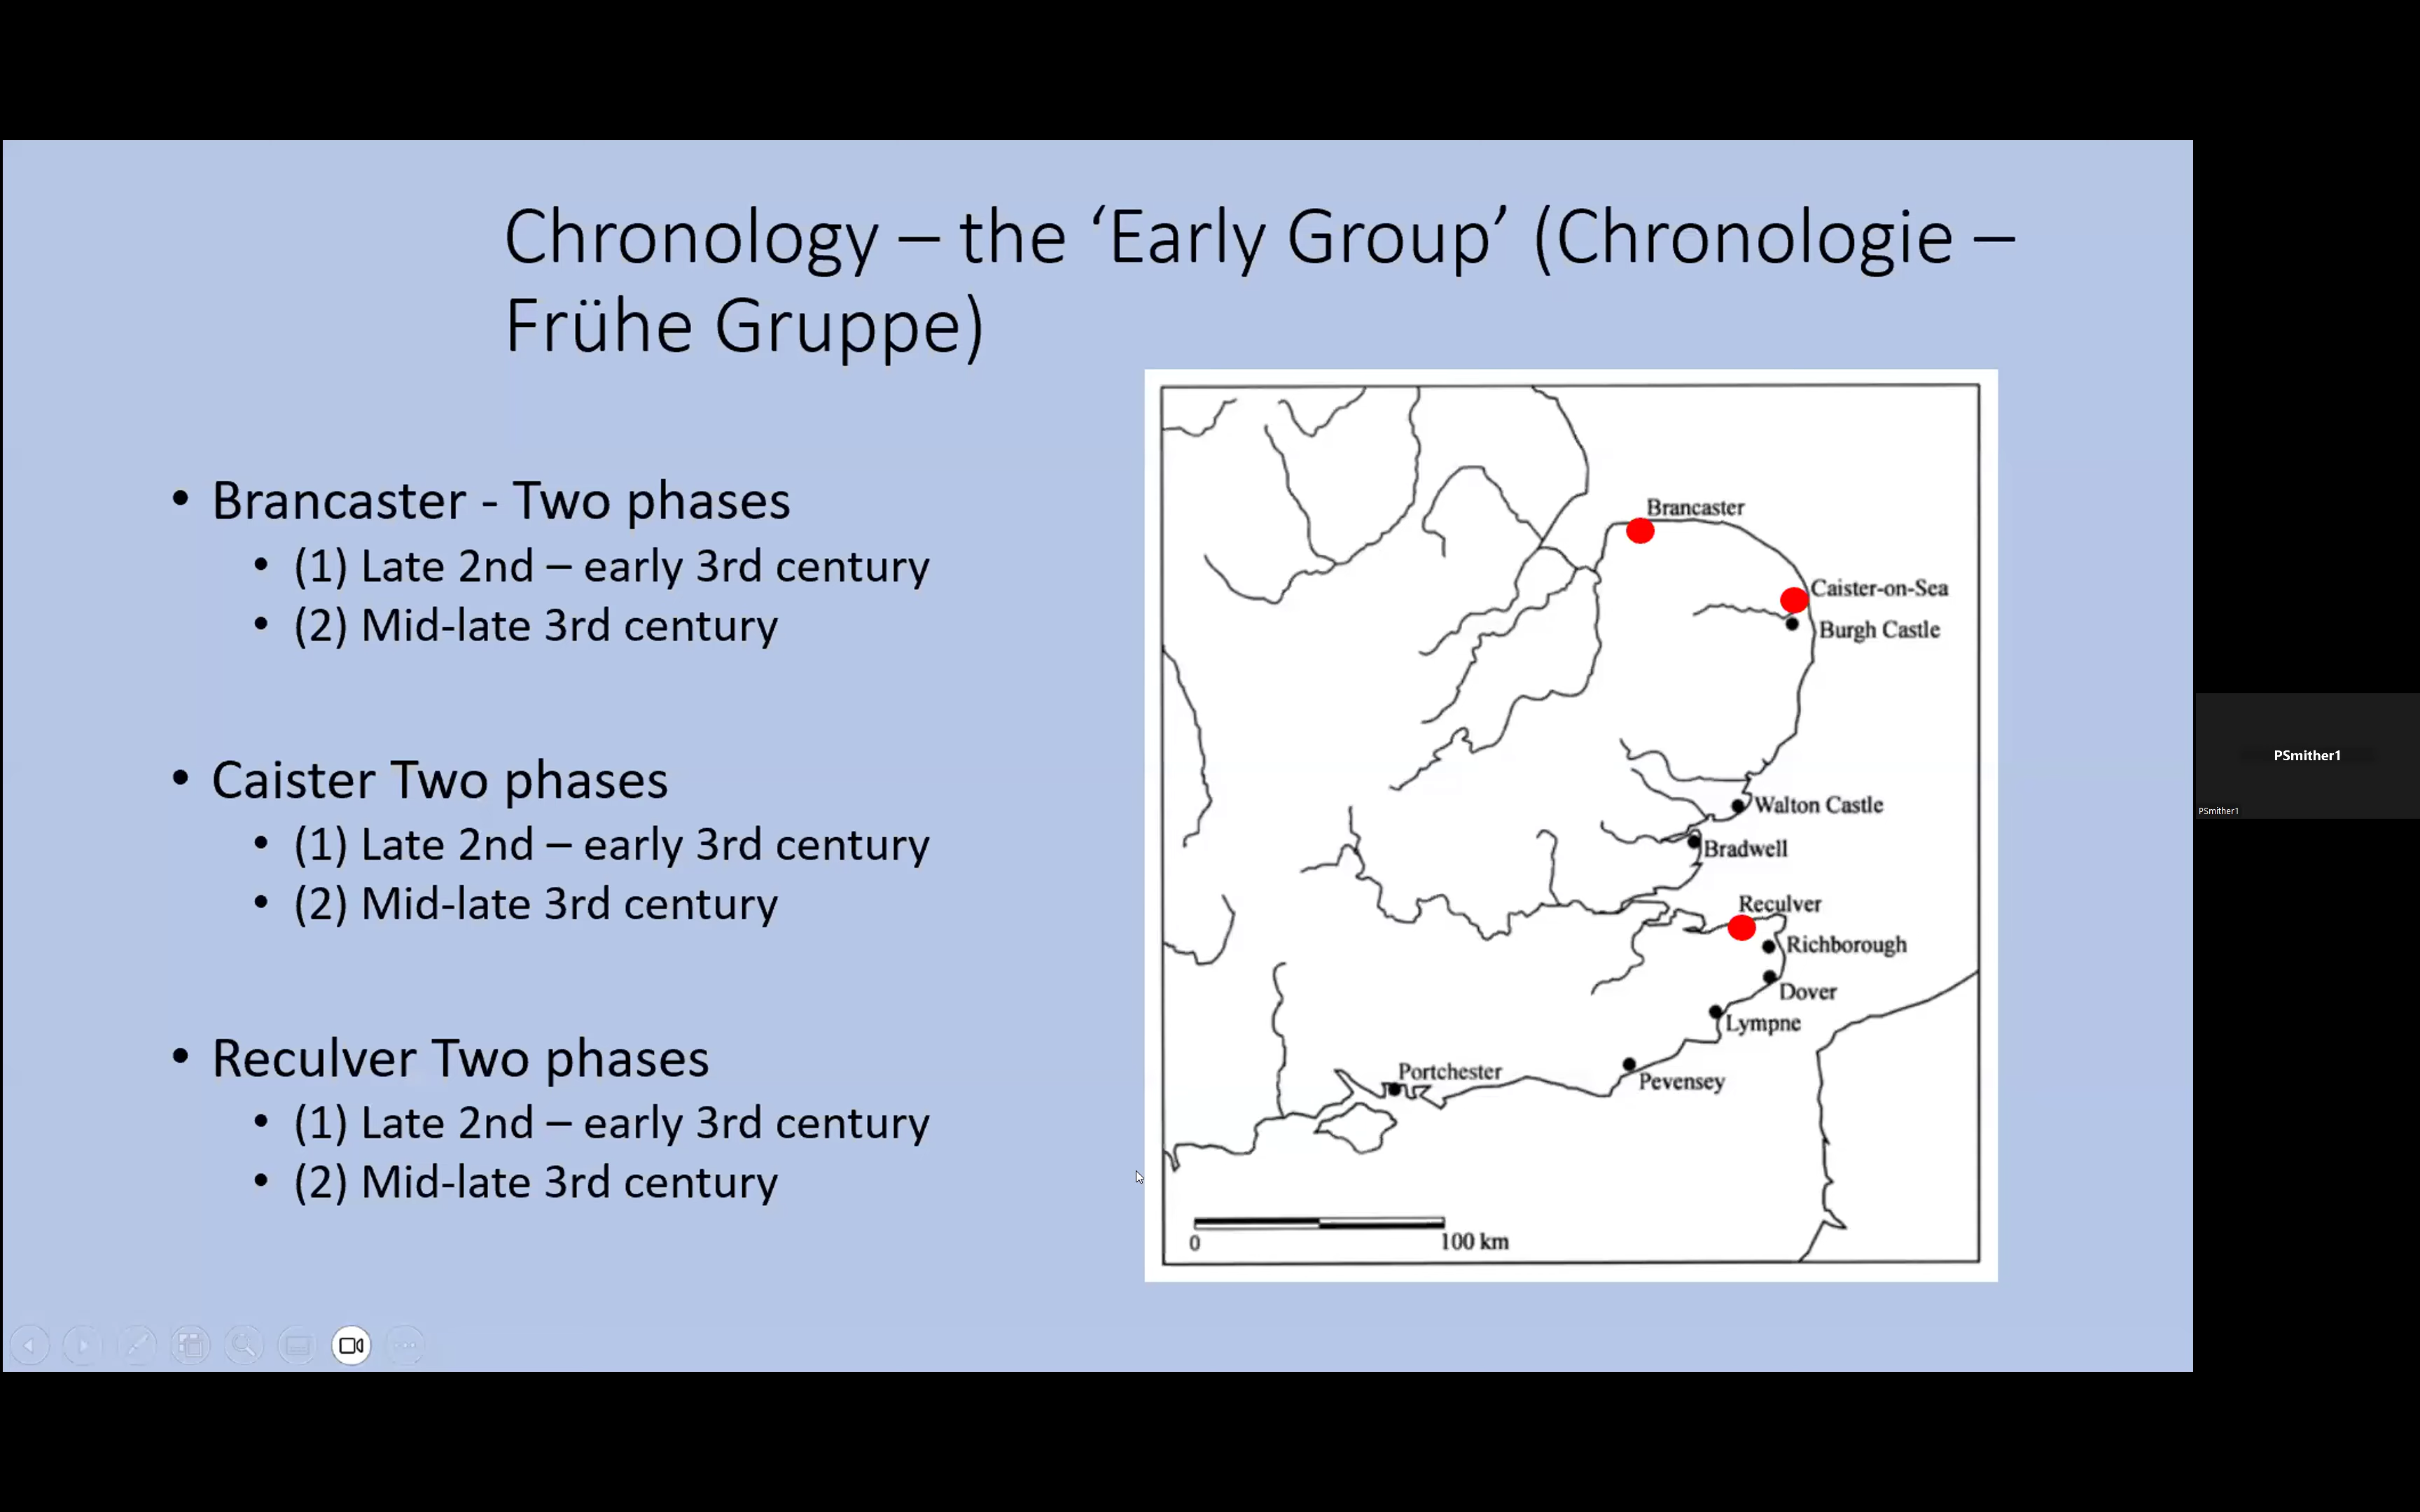 Chronology – the ‘Early Group’ (Chronologie –
Frühe Gruppe)
• Brancaster - Two phases
• (1) Late 2nd – early 3rd century
• (2) Mid-late 3rd century
• Caister Two phases
• (1) Late 2nd – early 3rd century
• (2) Mid-late 3rd century
• Reculver Two phases
• (1) Late 2nd – early 3rd century
• (2) Mid-late 3rd century
Brancaster
Caister-on-Sea
Burgh Castle
Walton Castle
Bradwell
Reculver
Richborough
Dover
Lympne
Portchester
Pevensey
0
100 km
PSmither1
PSmither1